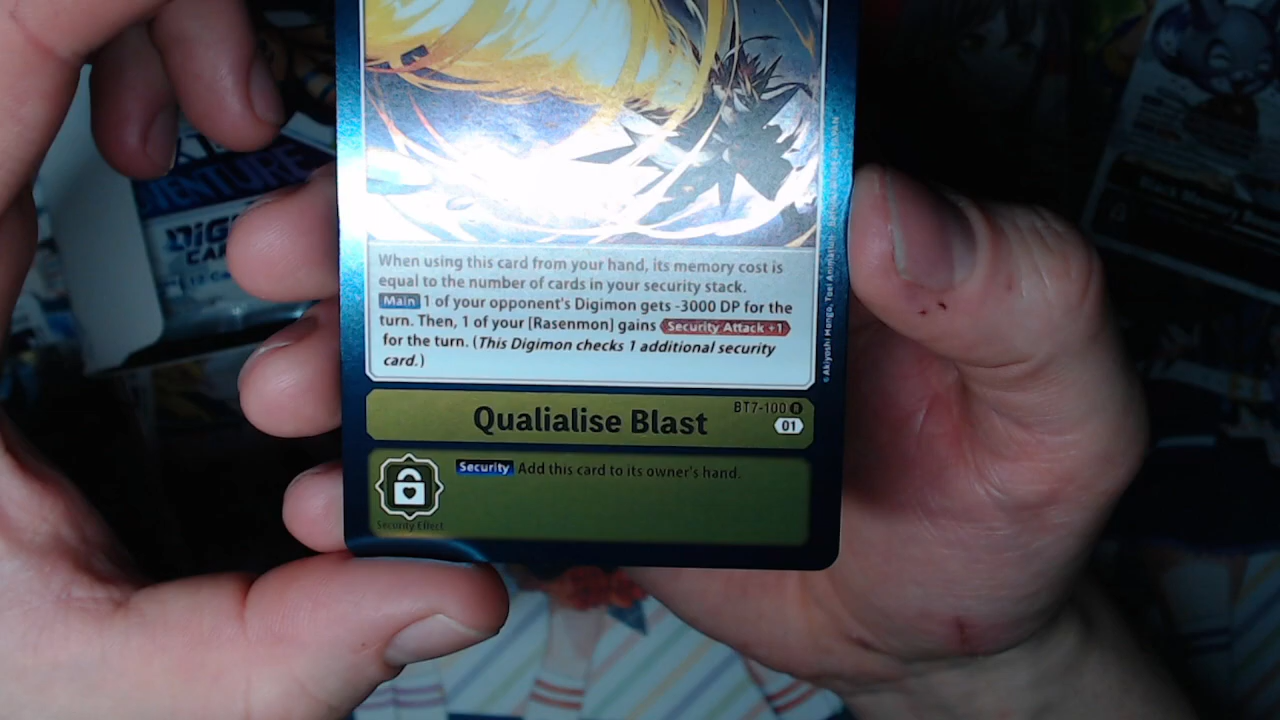 VENTURE
DIGI
CAR
When using this card from your hand, its memory cost is
equal to the number of cards in your security stack.
Main 1 of your opponent's Digimon gets -3000 DP for the
turn. Then, 1 of your [Rasenmon] gains Security Attack +1
for the turn. (This Digimon checks 1 additional security
card.)
Qualialise Blast
BT7-100 R
01
Security Add this card to its owner's hand.
Security Effect
©Akiyoshi Hongo, Toei Animation